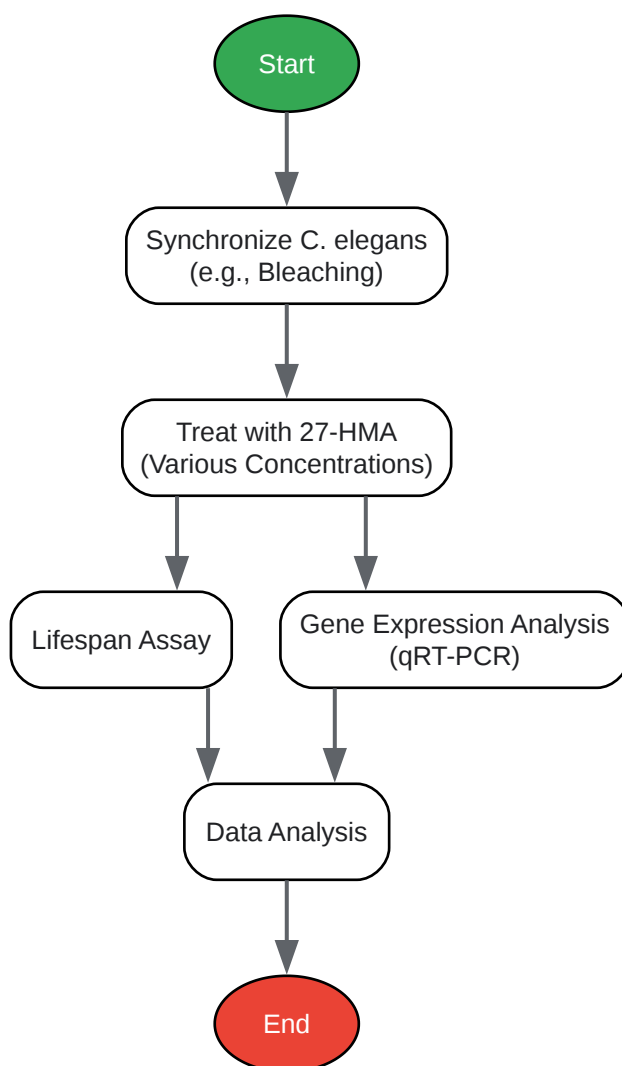 Start
Synchronize C. elegans
(e.g., Bleaching)
Treat with 27-HMA
(Various Concentrations)
Lifespan Assay
Gene Expression Analysis
(qRT-PCR)
Data Analysis
End